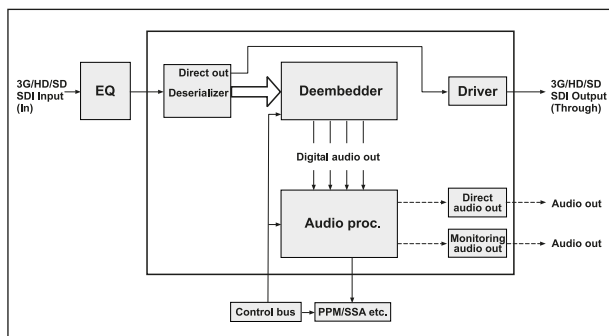 3G/HD/SD
SDI Input
(In)
EQ
Direct out
Deserializer
Deembedder
Driver
3G/HD/SD
SDI Output
(Through)
Digital audio out
Audio proc.
Direct
audio out
Audio out
Monitoring
audio out
Audio out
Control bus
PPM/SSA etc.